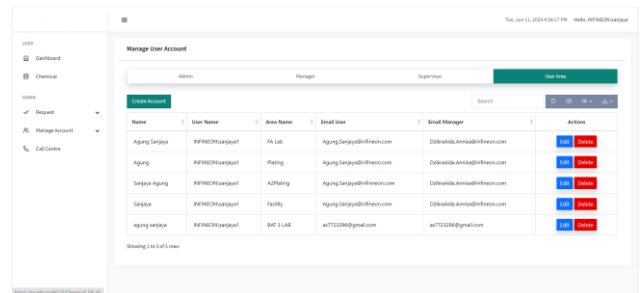 Tue, Jun 11, 2024 4:06:17 PM Hello, INFINEON\sanjaya
USER
Dashboard
Chemical
ADMIN
Request
Manage Account
Call Centre
Manage User Account
Admin Manager Supervisor User Area
Create Account Search
Name User Name Area Name Email User Email Manager Actions
Agung Sanjaya INFINEON\sanjaya1 FA Lab Agung.Sanjaya@infineon.com DzikraAida.Annisa@infineon.com Edit Delete
Agung INFINEON\sanjaya1 Plating Agung.Sanjaya@infineon.com DzikraAida.Annisa@infineon.com Edit Delete
Sanjaya Agung INFINEON\sanjaya1 A2Plating Agung.Sanjaya@infineon.com DzikraAida.Annisa@infineon.com Edit Delete
Sanjaya INFINEON\sanjaya1 Facility Agung.Sanjaya@infineon.com DzikraAida.Annisa@infineon.com Edit Delete
agung sanjaya INFINEON\sanjaya1 BAT 3 LAB as7723206@gmail.com as7723206@gmail.com Edit Delete
Showing 1 to 5 of 5 rows